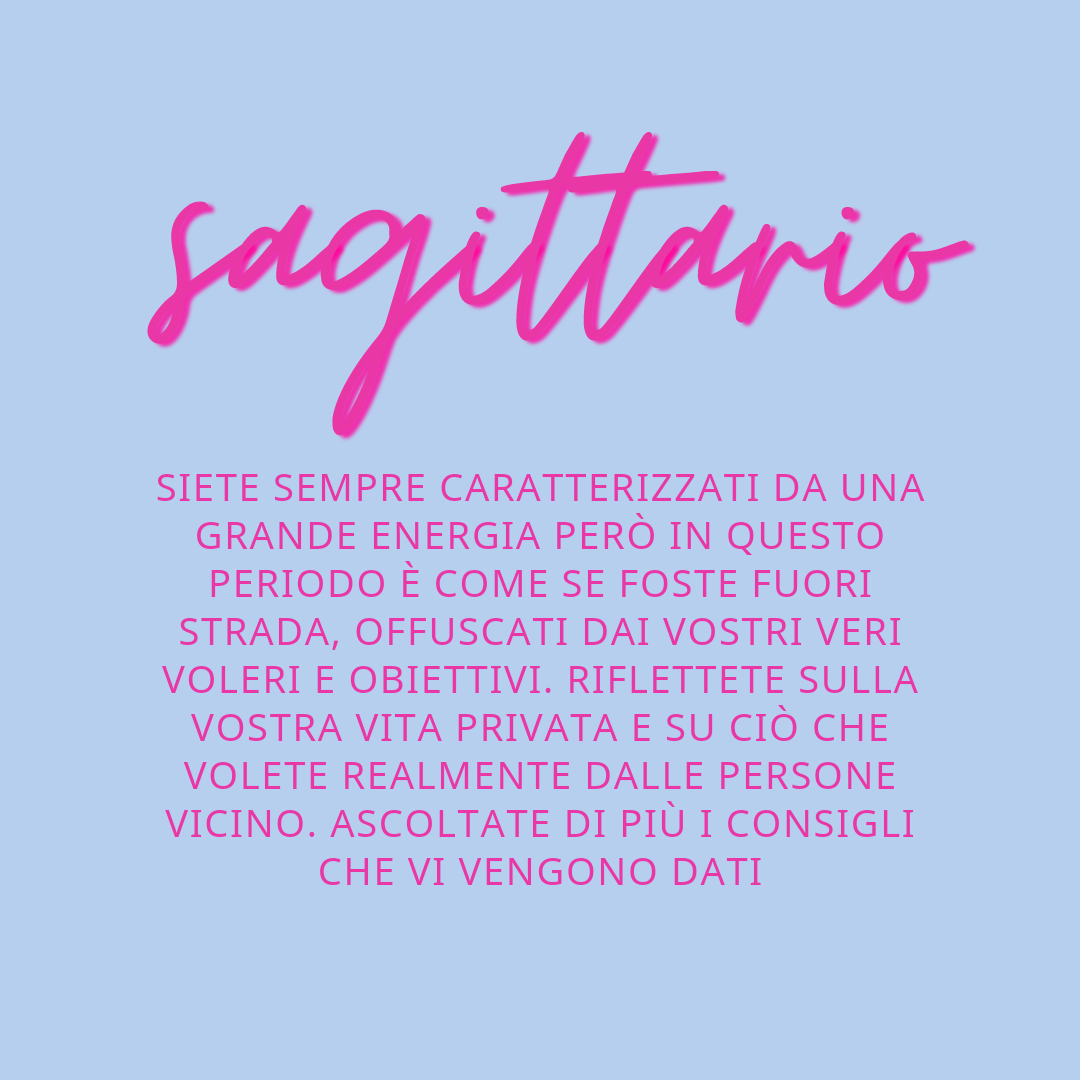 sagittario
SIETE SEMPRE CARATTERIZZATI DA UNA
GRANDE ENERGIA PERÒ IN QUESTO
PERIODO È COME SE FOSTE FUORI
STRADA, OFFUSCATI DAI VOSTRI VERI
VOLERI E OBIETTIVI. RIFLETTETE SULLA
VOSTRA VITA PRIVATA E SU CIÒ CHE
VOLETE REALMENTE DALLE PERSONE
VICINO. ASCOLTATE DI PIÙ I CONSIGLI
CHE VI VENGONO DATI